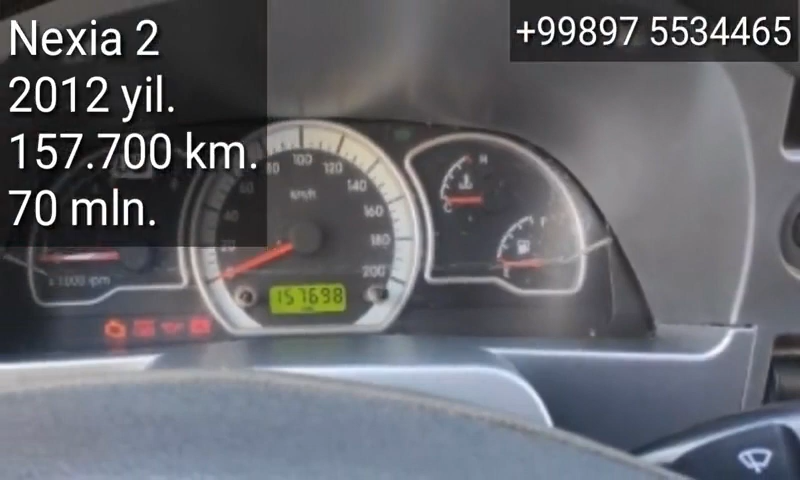 Nexia 2
+99897 5534465
2012 yil.
157.700 km.
70 mln.
80 100 120
60 140
km/h
40 160
20 180
200
157698
H
C
F
E
x 1000 rpm